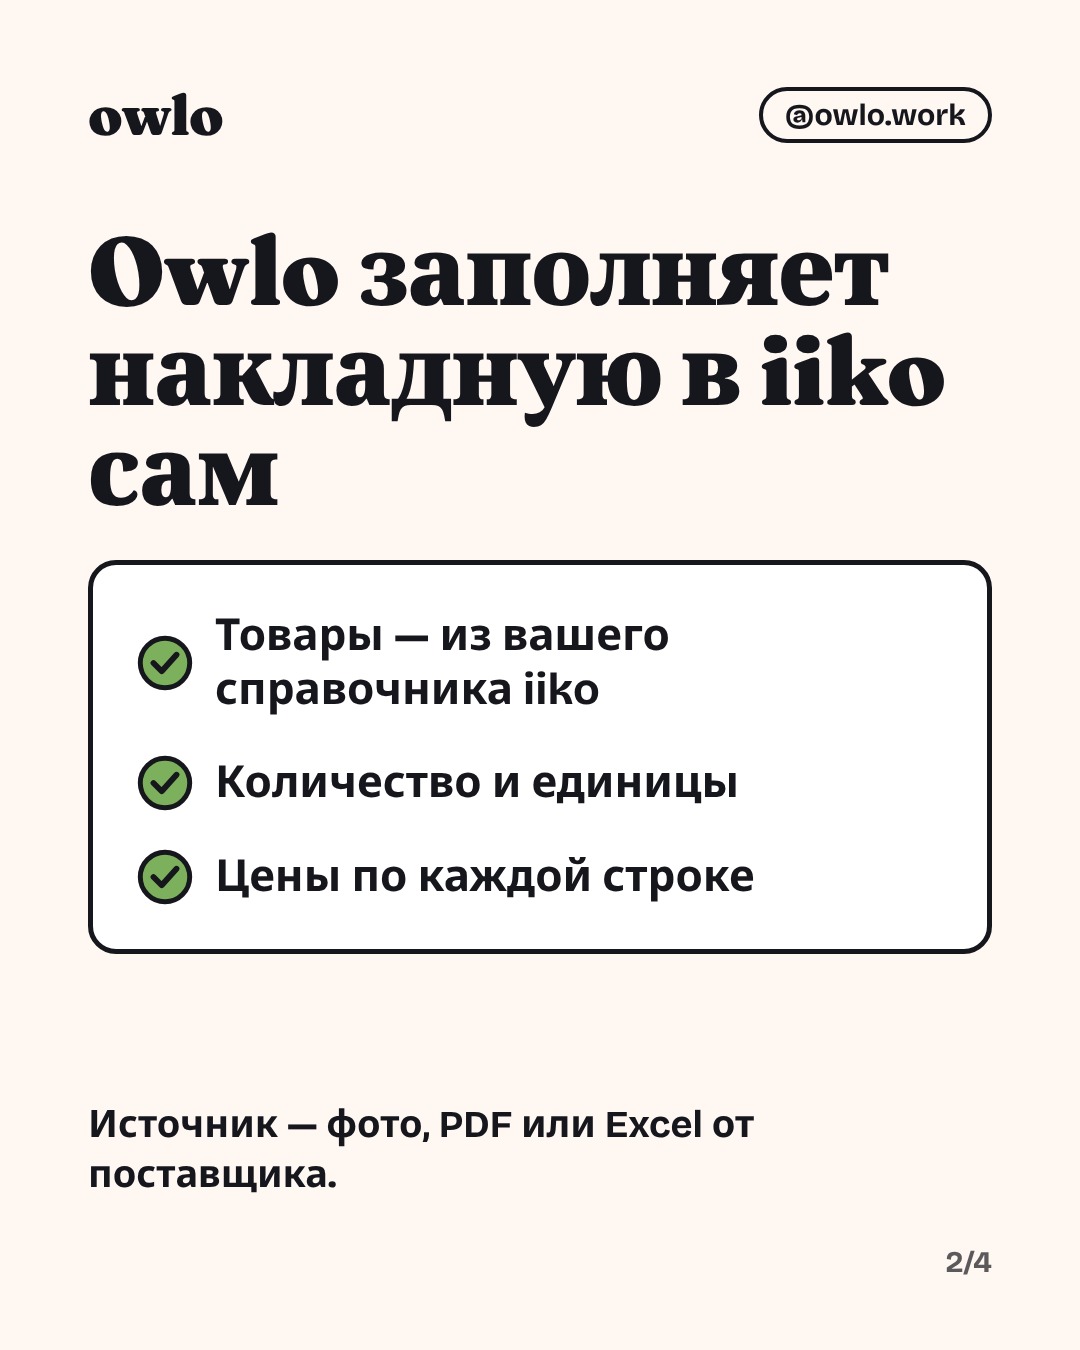 owlo
@owlo.work
Owlo заполняет
накладную в iiko
сам
Товары — из вашего
справочника iiko
Количество и единицы
Цены по каждой строке
Источник — фото, PDF или Excel от
поставщика.
2/4